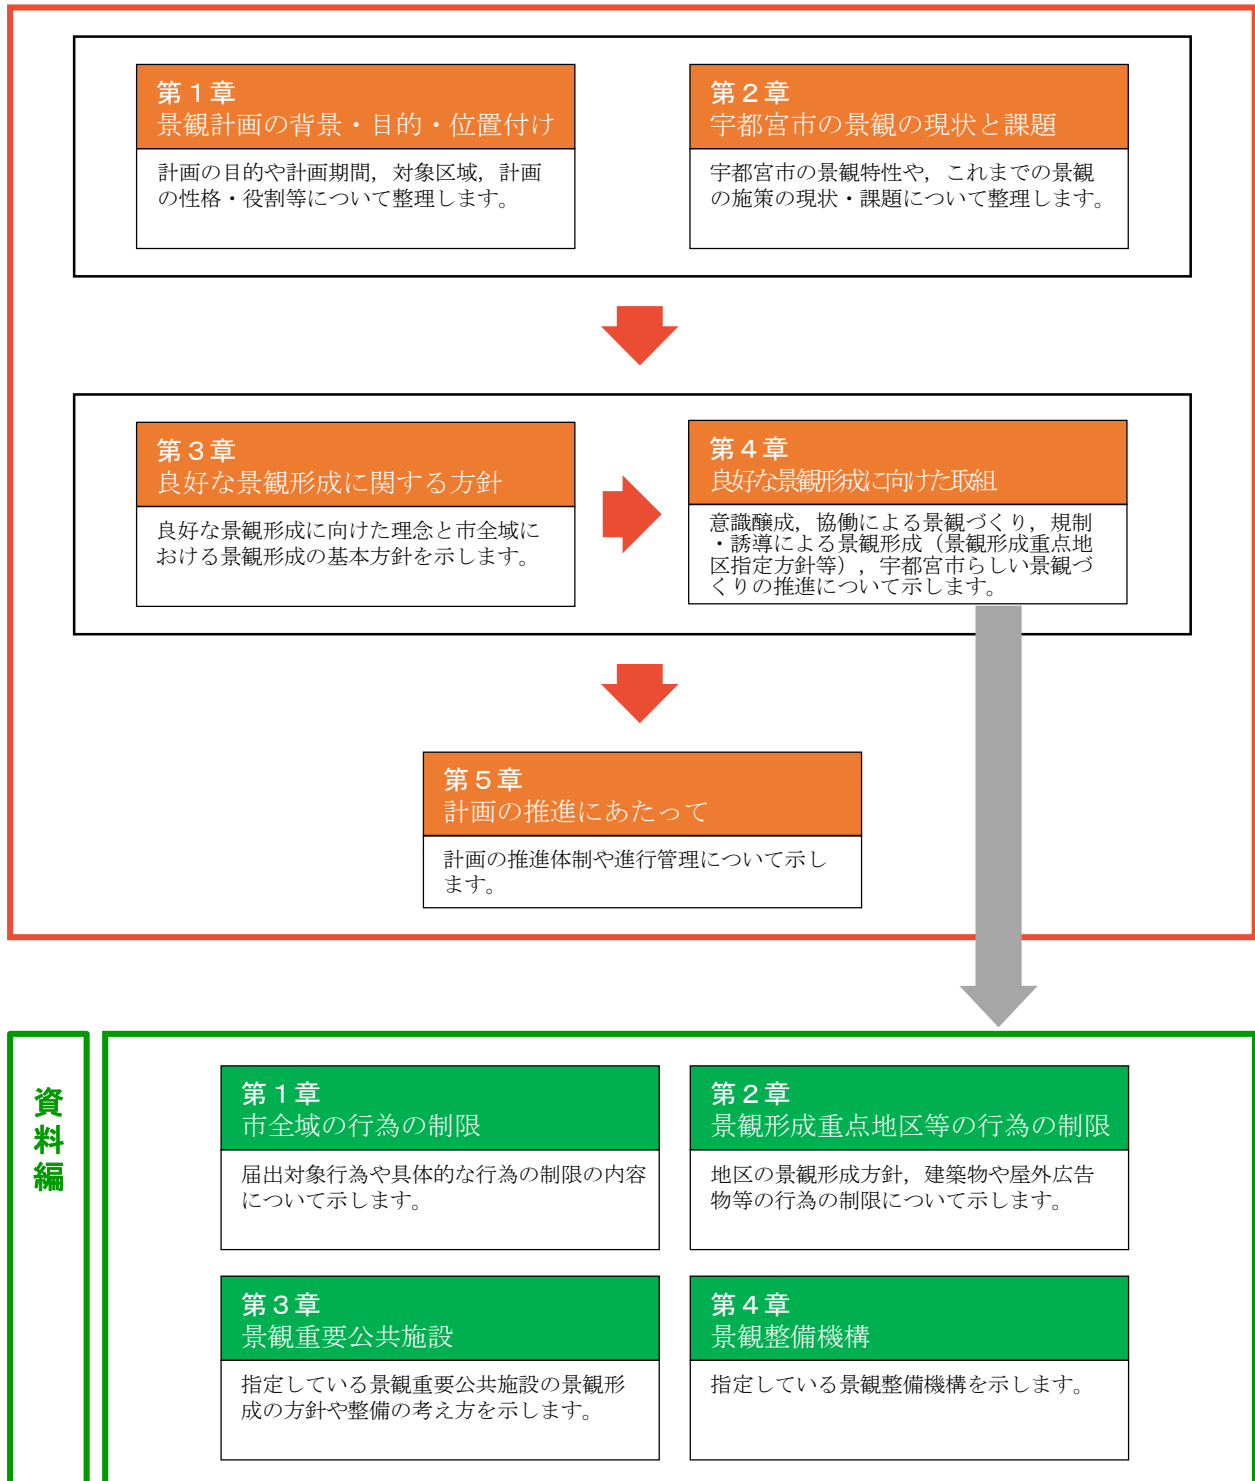 第１章
景観計画の背景・目的・位置付け
計画の目的や計画期間，対象区域，計画
の性格・役割等について整理します。
第２章
宇都宮市の景観の現状と課題
宇都宮市の景観特性や，これまでの景観
の施策の現状・課題について整理します。
第３章
良好な景観形成に関する方針
良好な景観形成に向けた理念と市全域に
おける景観形成の基本方針を示します。
第４章
良好な景観形成に向けた取組
意識醸成，協働による景観づくり，規制
・誘導による景観形成（景観形成重点地
区指定方針等），宇都宮市らしい景観づ
くりの推進について示します。
第５章
計画の推進にあたって
計画の推進体制や進行管理について示し
ます。
資料編
第１章
市全域の行為の制限
届出対象行為や具体的な行為の制限の内容
について示します。
第２章
景観形成重点地区等の行為の制限
地区の景観形成方針，建築物や屋外広告
物等の行為の制限について示します。
第３章
景観重要公共施設
指定している景観重要公共施設の景観形
成の方針や整備の考え方を示します。
第４章
景観整備機構
指定している景観整備機構を示します。